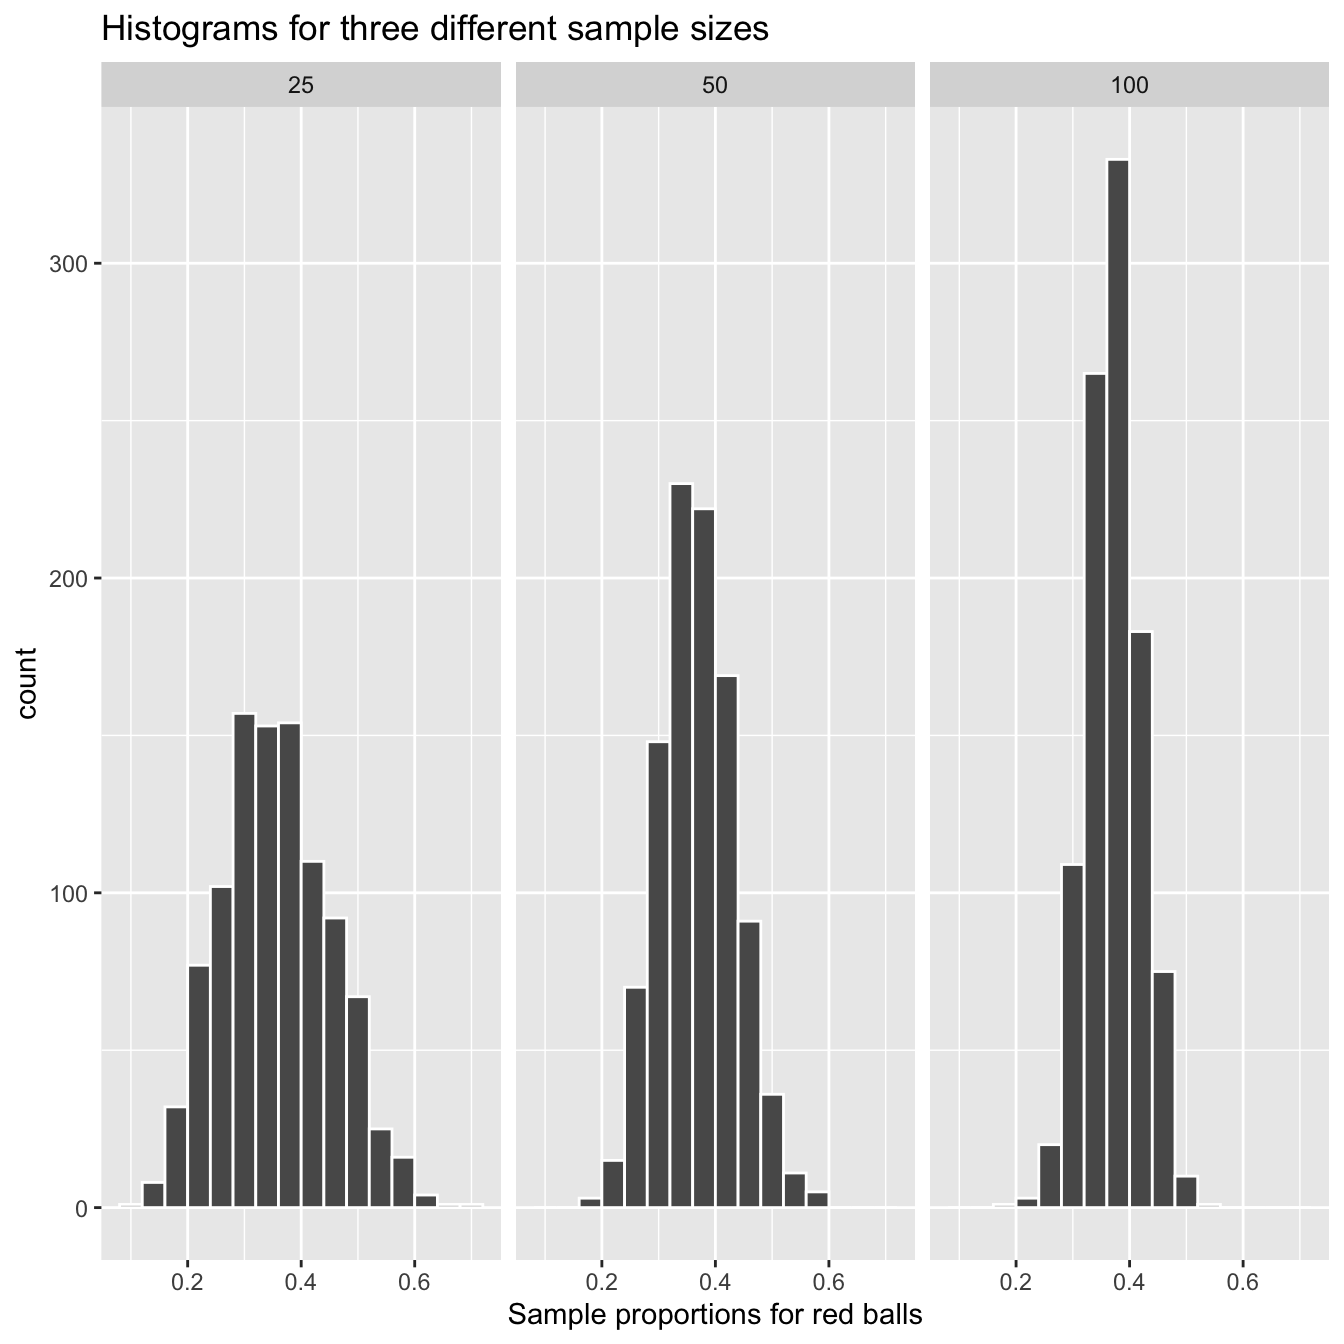 Histograms for three different sample sizes
25 50 100
300
200
100
0
count
0.2 0.4 0.6 0.2 0.4 0.6 0.2 0.4 0.6
Sample proportions for red balls